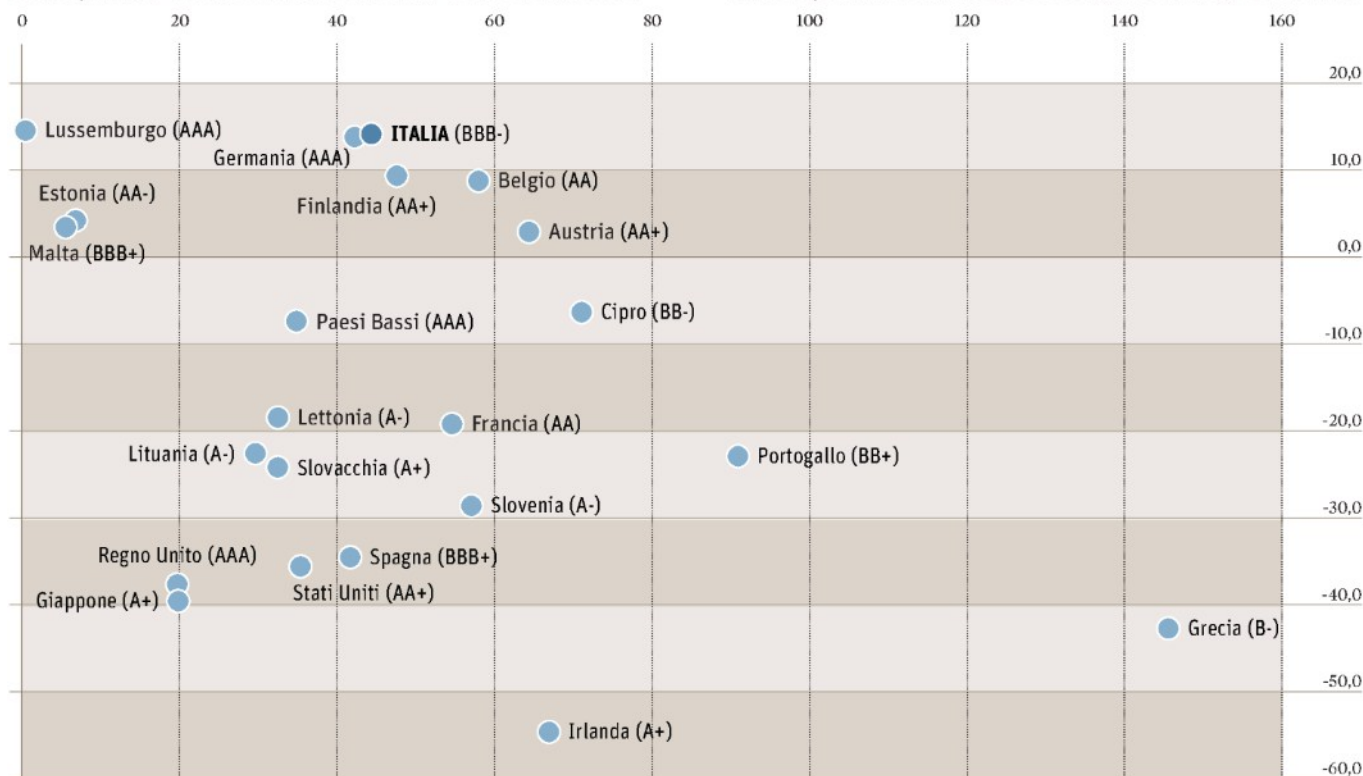 0 20 40 60 80 100 120 140 160
20,0
Lussemburgo (AAA)
ITALIA (BBB-)
Germania (AAA)
10,0
Belgio (AA)
Estonia (AA-)
Finlandia (AA+)
Austria (AA+)
0,0
Malta (BBB+)
Cipro (BB-)
Paesi Bassi (AAA)
-10,0
Lettonia (A-)
Francia (AA)
-20,0
Lituania (A-)
Portogallo (BB+)
Slovacchia (A+)
Slovenia (A-)
-30,0
Regno Unito (AAA)
Spagna (BBB+)
Stati Uniti (AA+)
Giappone (A+)
-40,0
Grecia (B-)
-50,0
Irlanda (A+)
-60,0